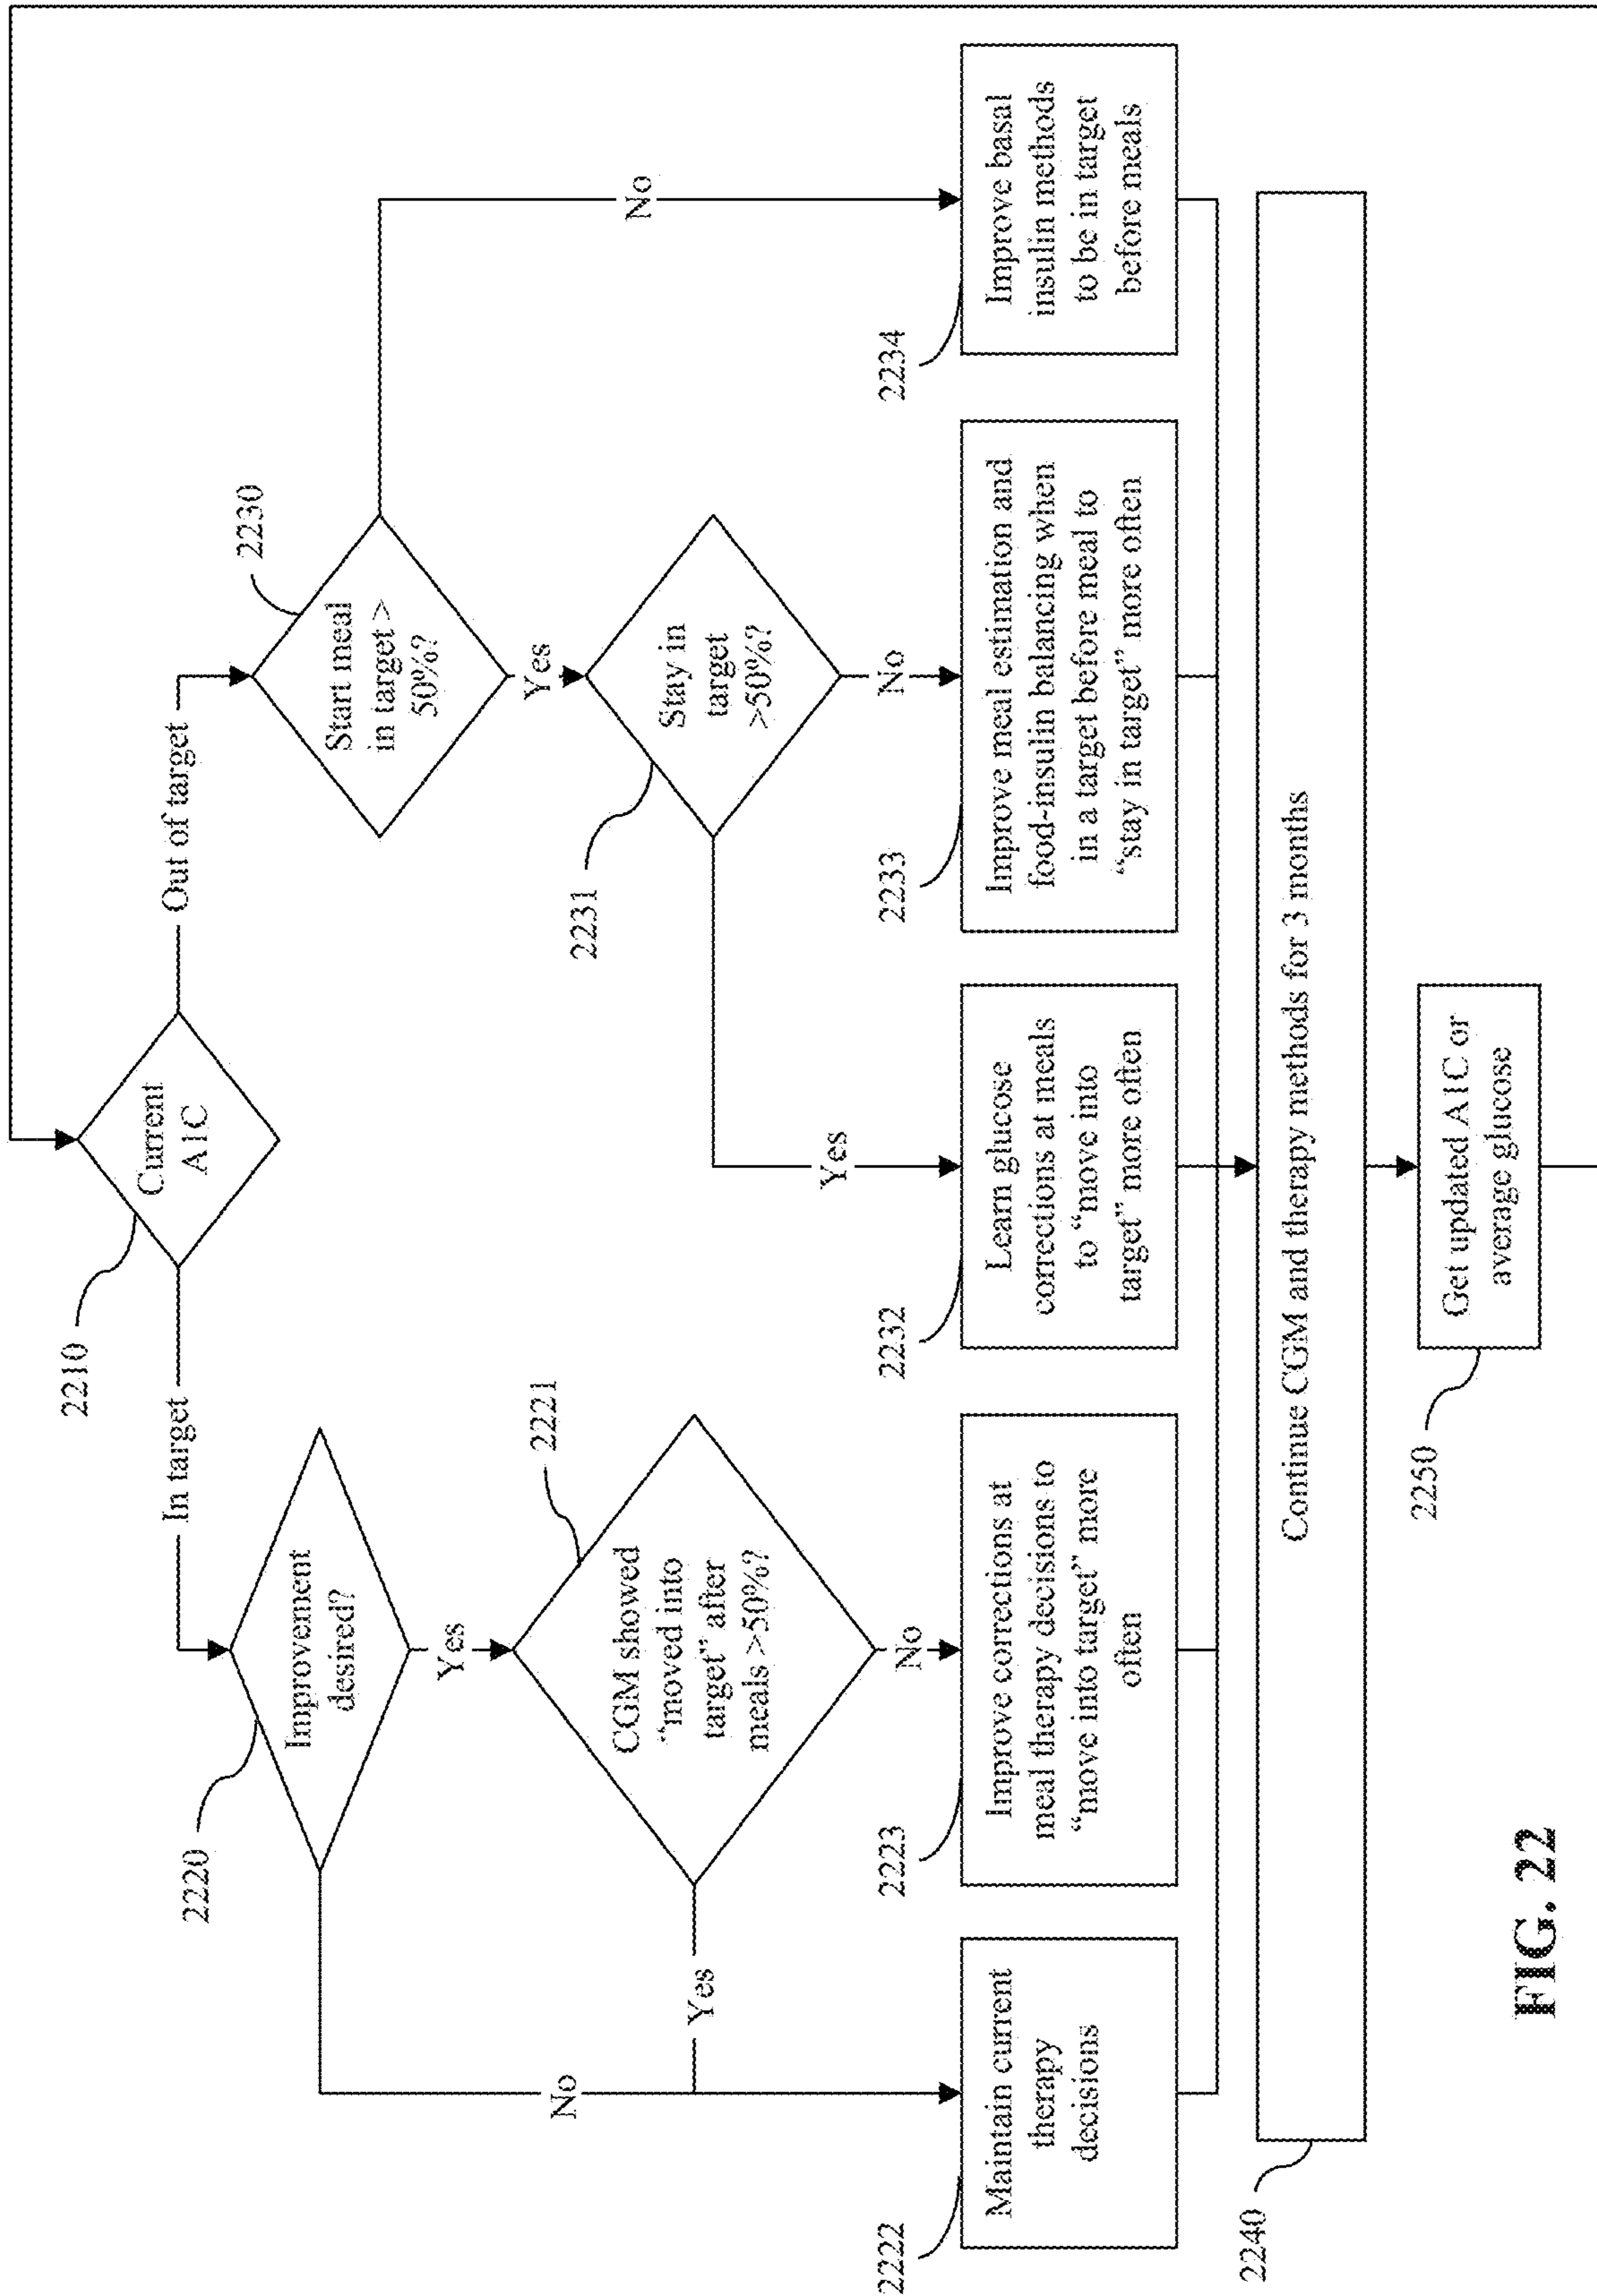 2210
Current
A1C
In target
Out of target
2220
Improvement
desired?
No
Yes
2221
CGM showed
“moved into
target” after
meals >50%?
Yes
No
2230
Start meal
in target >
50%?
Yes
No
2231
Stay in
target
>50%?
Yes
No
2222
Maintain current
therapy
decisions
2223
Improve corrections at
meal therapy decisions to
“move into target” more
often
2232
Learn glucose
corrections at meals
to “move into
target” more often
2233
Improve meal estimation and
food-insulin balancing when
in a target before meal to
“stay in target” more often
2234
Improve basal
insulin methods
to be in target
before meals
2240
Continue CGM and therapy methods for 3 months
2250
Get updated A1C or
average glucose
FIG. 22